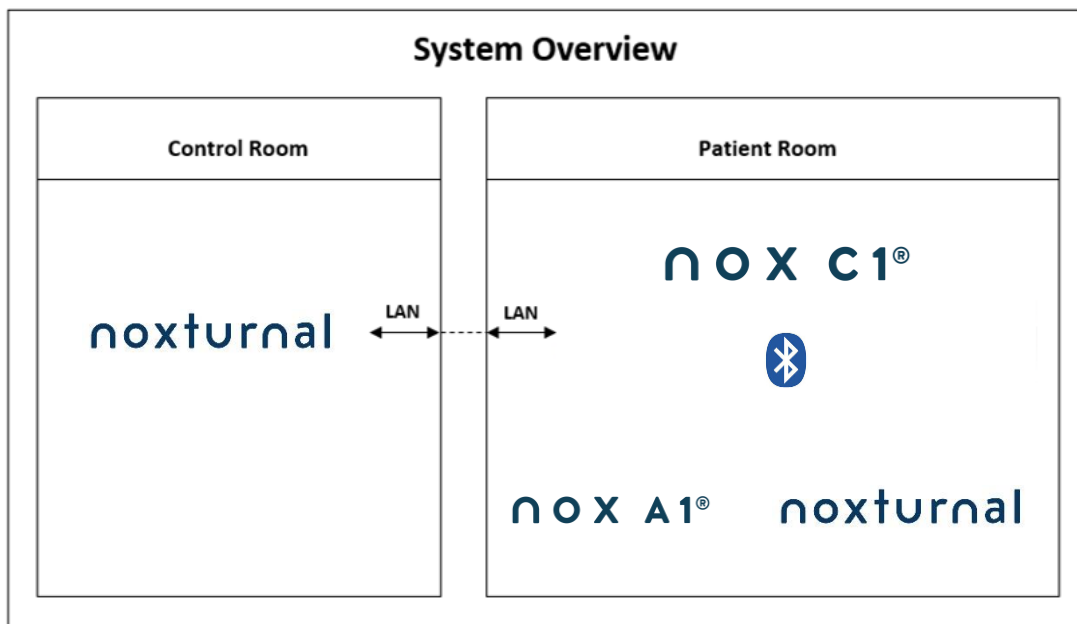 System Overview
Control Room
noxturnal
LAN
LAN
Patient Room
nox C1®
nox A1®
noxturnal